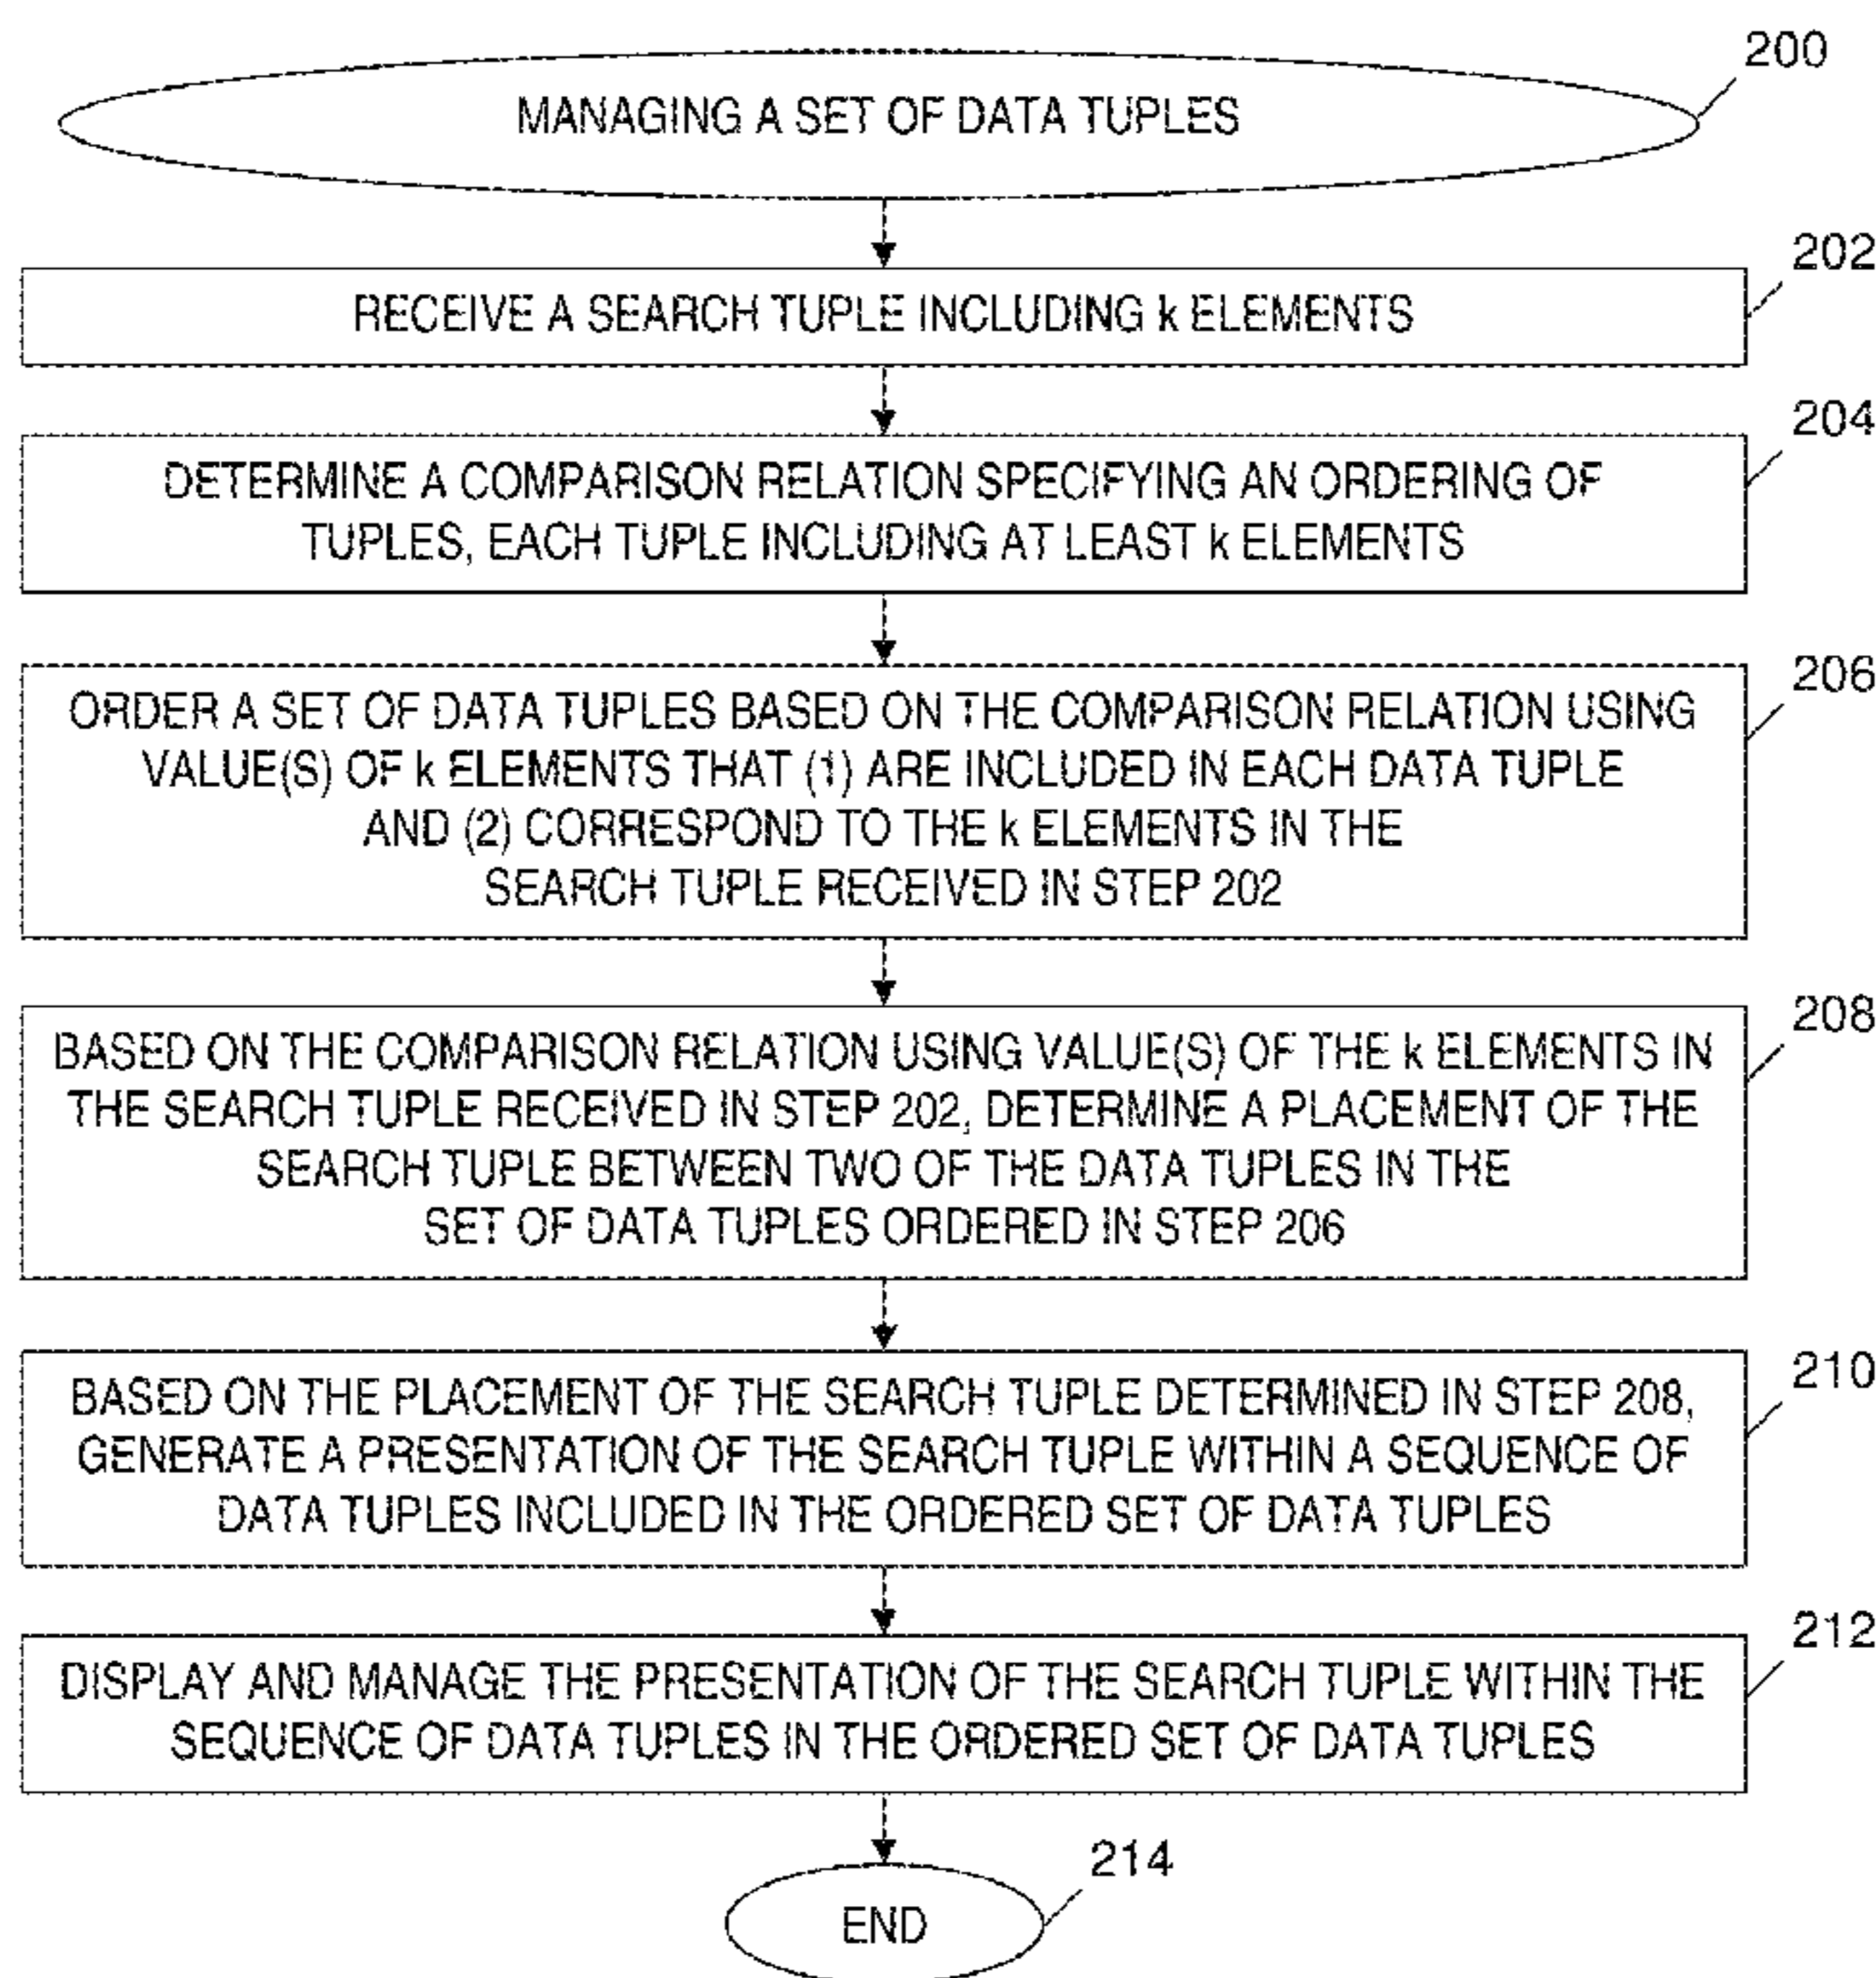 200
MANAGING A SET OF DATA TUPLES
202
RECEIVE A SEARCH TUPLE INCLUDING k ELEMENTS
204
DETERMINE A COMPARISON RELATION SPECIFYING AN ORDERING OF
TUPLES, EACH TUPLE INCLUDING AT LEAST k ELEMENTS
206
ORDER A SET OF DATA TUPLES BASED ON THE COMPARISON RELATION USING
VALUE(S) OF k ELEMENTS THAT (1) ARE INCLUDED IN EACH DATA TUPLE
AND (2) CORRESPOND TO THE k ELEMENTS IN THE
SEARCH TUPLE RECEIVED IN STEP 202
208
BASED ON THE COMPARISON RELATION USING VALUE(S) OF THE k ELEMENTS IN
THE SEARCH TUPLE RECEIVED IN STEP 202, DETERMINE A PLACEMENT OF THE
SEARCH TUPLE BETWEEN TWO OF THE DATA TUPLES IN THE
SET OF DATA TUPLES ORDERED IN STEP 206
210
BASED ON THE PLACEMENT OF THE SEARCH TUPLE DETERMINED IN STEP 208,
GENERATE A PRESENTATION OF THE SEARCH TUPLE WITHIN A SEQUENCE OF
DATA TUPLES INCLUDED IN THE ORDERED SET OF DATA TUPLES
212
DISPLAY AND MANAGE THE PRESENTATION OF THE SEARCH TUPLE WITHIN THE
SEQUENCE OF DATA TUPLES IN THE ORDERED SET OF DATA TUPLES
214
END